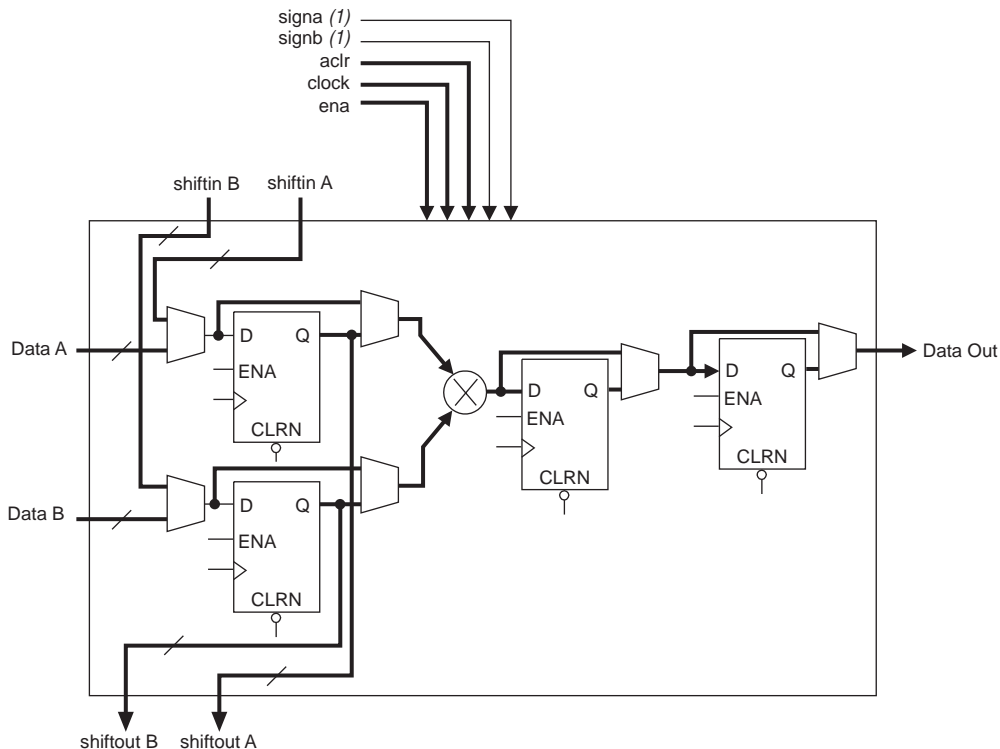 signa (1)
signb (1)
aclr
clock
ena
shiftin B
shiftin A
Data A
D
Q
ENA
CLRN
Data B
D
Q
ENA
CLRN
D
Q
ENA
CLRN
D
Q
ENA
CLRN
Data Out
shiftout B
shiftout A